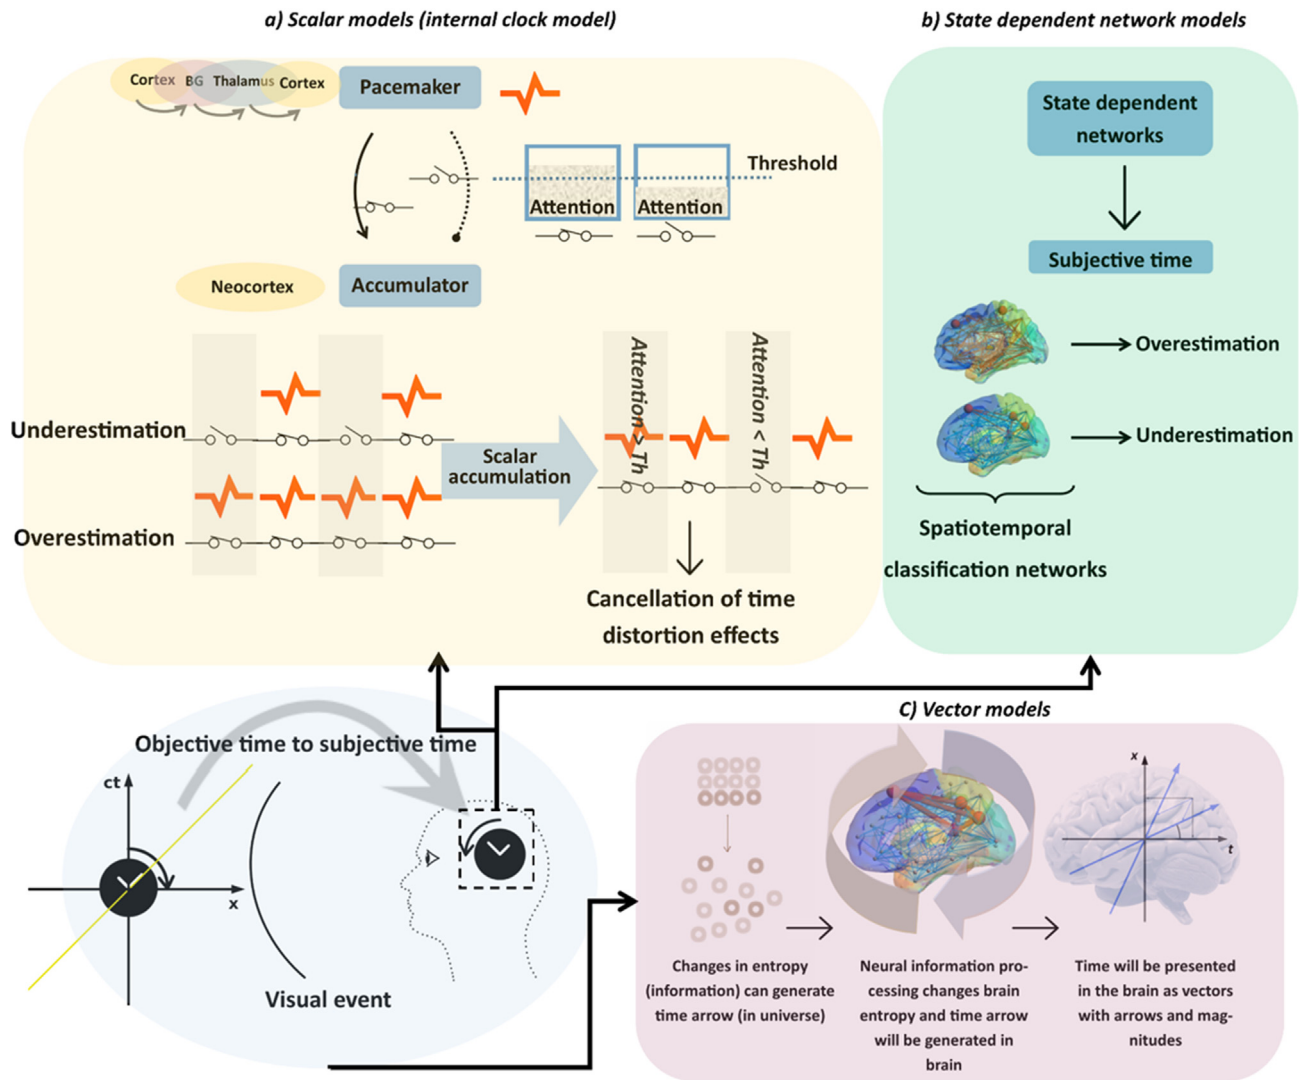 a) Scalar models (internal clock model)
Cortex BG Thalamus Cortex
Pacemaker
Threshold
Attention
Attention
Neocortex
Accumulator
Underestimation
Overestimation
Scalar
accumulation
Attention > Th
Attention < Th
Cancellation of time
distortion effects
b) State dependent network models
State dependent
networks
Subjective time
Overestimation
Underestimation
Spatiotemporal
classification networks
Objective time to subjective time
ct
x
Visual event
C) Vector models
x
t
Changes in entropy
(information) can generate
time arrow (in universe)
Neural information pro-
cessing changes brain
entropy and time arrow
will be generated in
brain
Time will be presented
in the brain as vectors
with arrows and mag-
nitudes